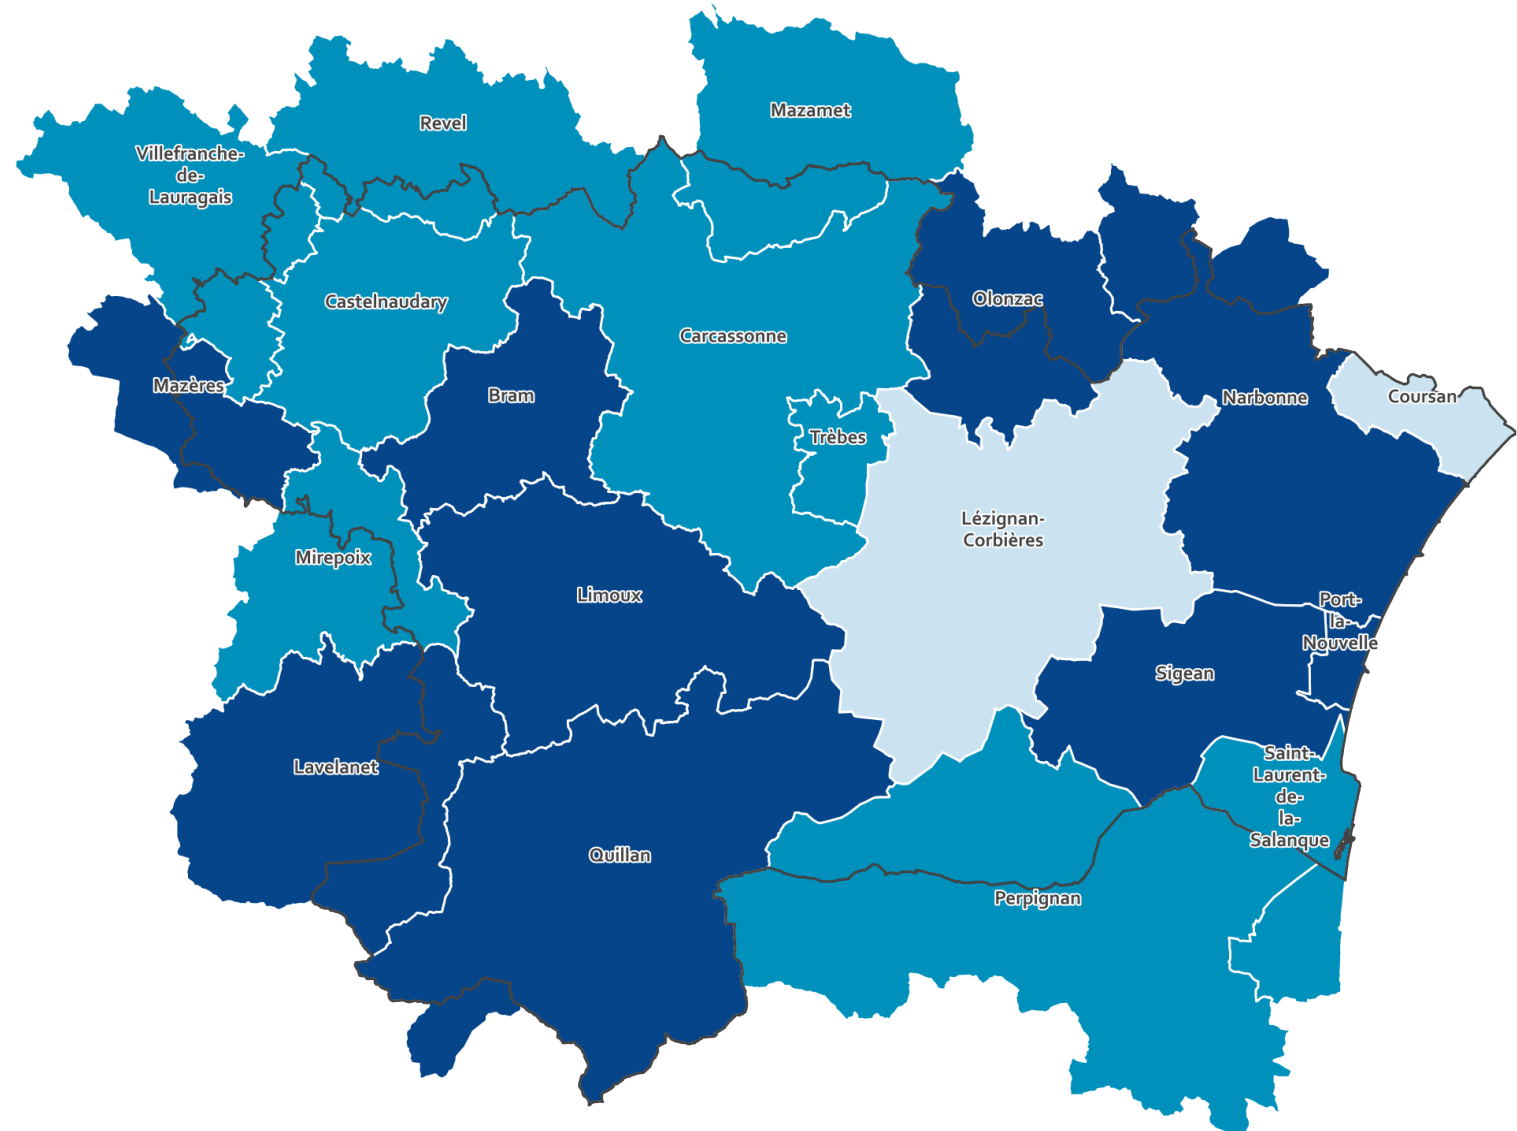 Mazamet
Revel
Villefranche-
de-
Lauragais
Castelnaudary
Olonzac
Carcassonne
Mazères
Bram
Narbonne
Coursan
Trèbes
Lézignan-
Corbières
Mirepoix
Limoux
Port-
la-
Nouvelle
Sigean
Lavelanet
Saint-
Laurent-
de-
la-
Salanque
Quillan
Perpignan